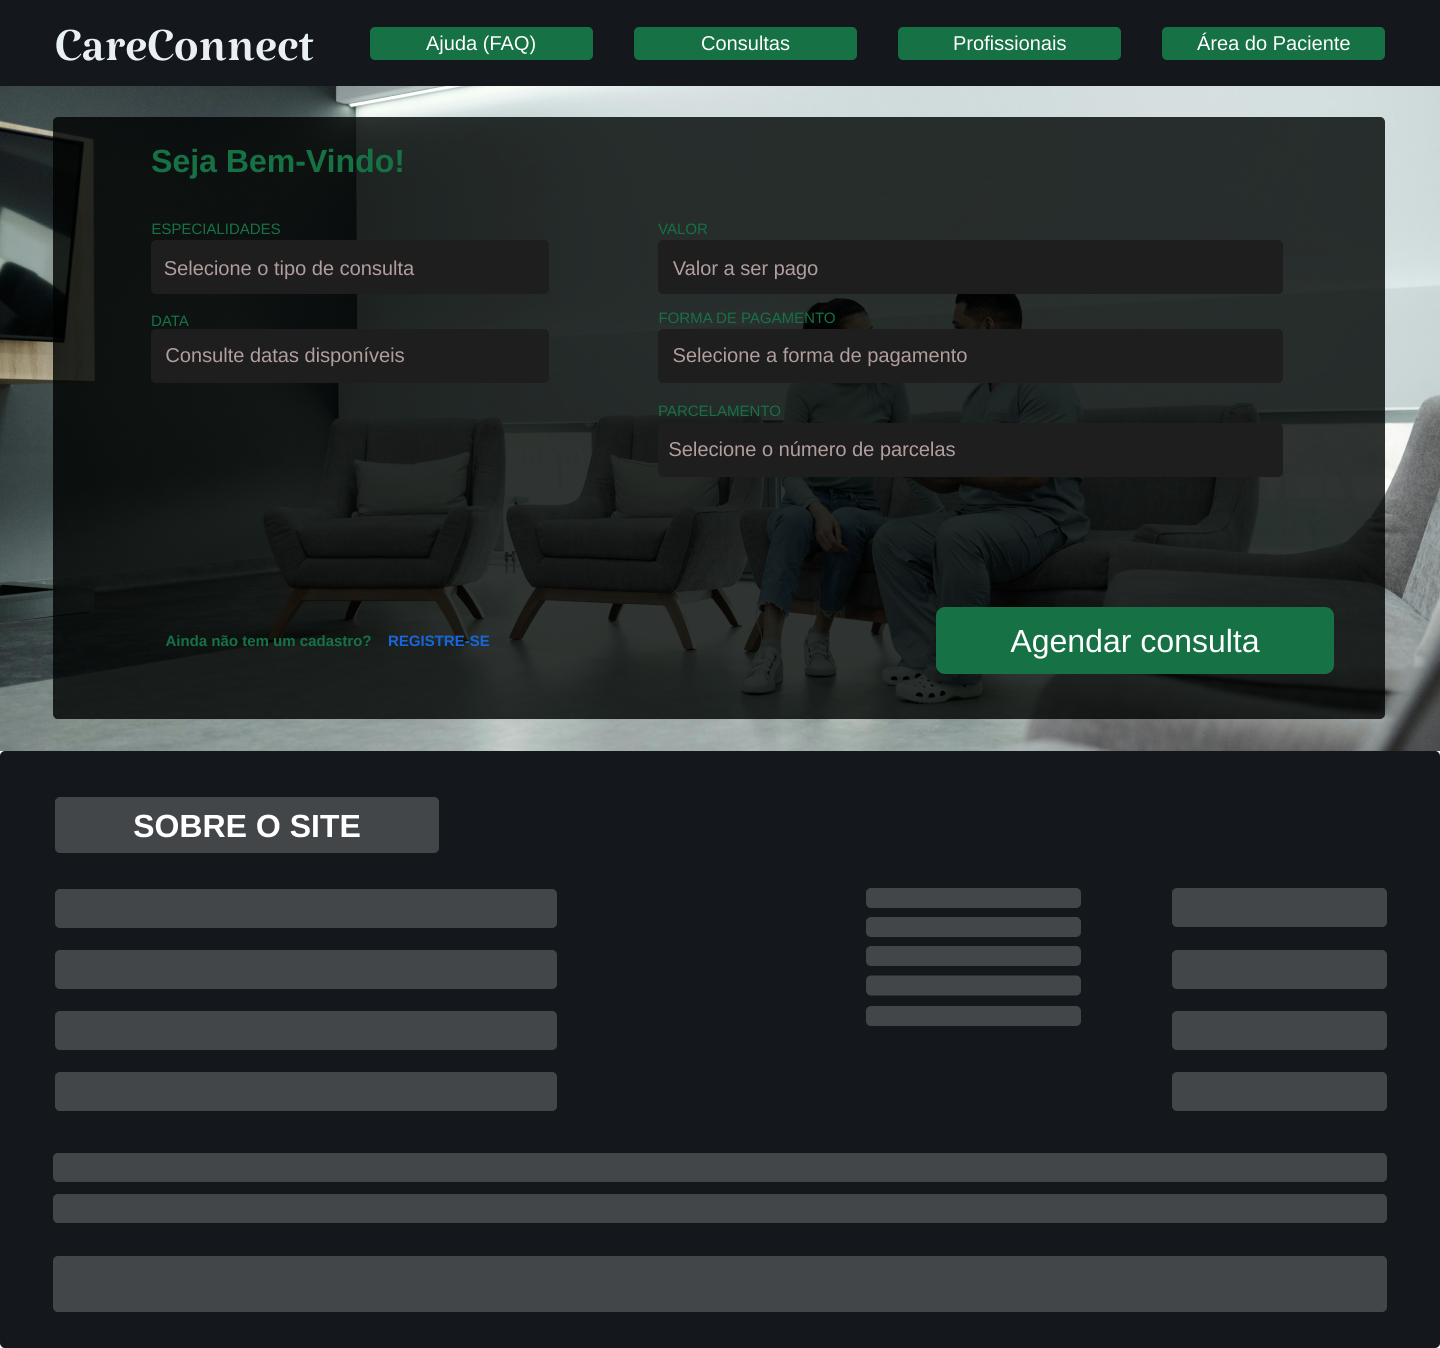 CareConnect
Ajuda (FAQ)
Consultas
Profissionais
Área do Paciente
Seja Bem-Vindo!
ESPECIALIDADES
Selecione o tipo de consulta
DATA
Consulte datas disponíveis
VALOR
Valor a ser pago
FORMA DE PAGAMENTO
Selecione a forma de pagamento
PARCELAMENTO
Selecione o número de parcelas
Ainda não tem um cadastro? REGISTRE-SE
Agendar consulta
SOBRE O SITE